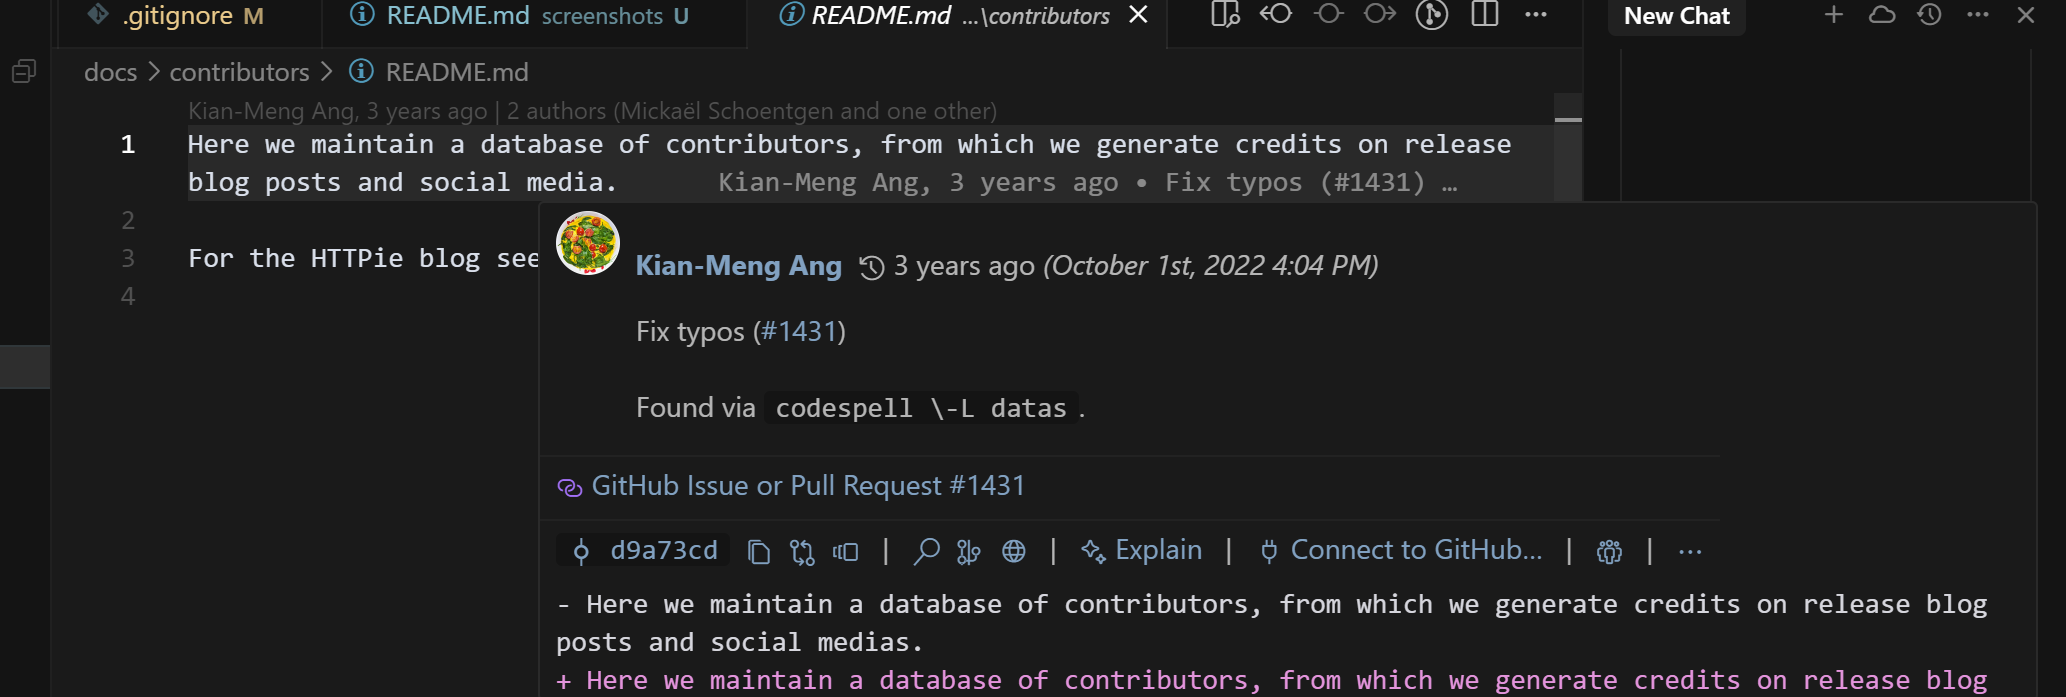 .gitignore M
README.md screenshots U
README.md ...\contributors
New Chat
docs > contributors > README.md
Kian-Meng Ang, 3 years ago | 2 authors (Mickaël Schoentgen and one other)
1 Here we maintain a database of contributors, from which we generate credits on release
blog posts and social media. Kian-Meng Ang, 3 years ago • Fix typos (#1431) …
2
3 For the HTTPie blog see
4
Kian-Meng Ang 3 years ago (October 1st, 2022 4:04 PM)
Fix typos (#1431)
Found via codespell \-L datas.
GitHub Issue or Pull Request #1431
d9a73cd | | Explain | Connect to GitHub... | | ...
- Here we maintain a database of contributors, from which we generate credits on release blog
posts and social medias.
+ Here we maintain a database of contributors, from which we generate credits on release blog